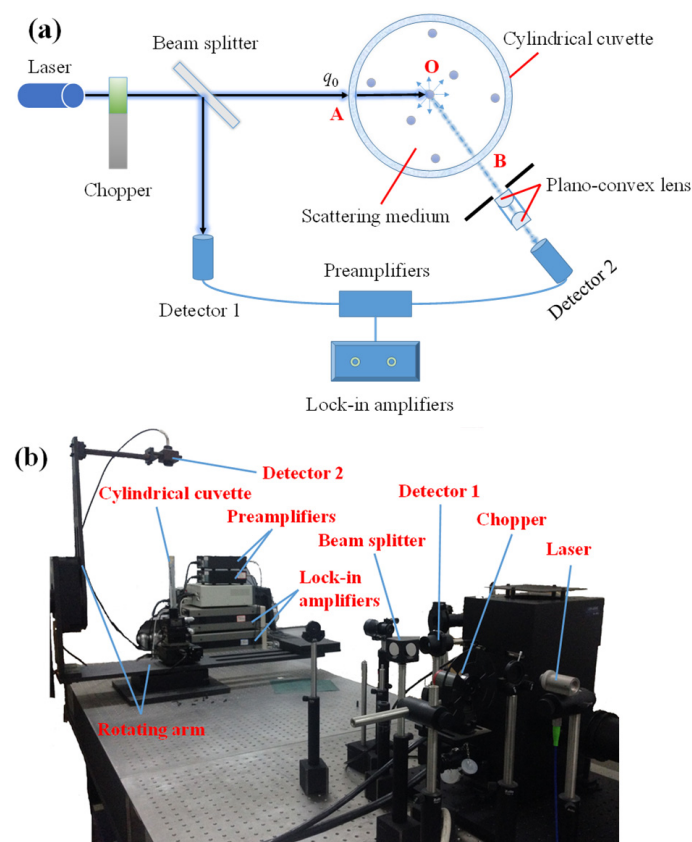 (a)
Beam splitter
Cylindrical cuvette
Laser
q0
O
A
B
Chopper
Scattering medium
Plano-convex lens
Preamplifiers
Detector 1
Detector 2
Lock-in amplifiers
(b)
Detector 2
Cylindrical cuvette
Preamplifiers
Detector 1
Beam splitter
Chopper
Laser
Lock-in
amplifiers
Rotating arm